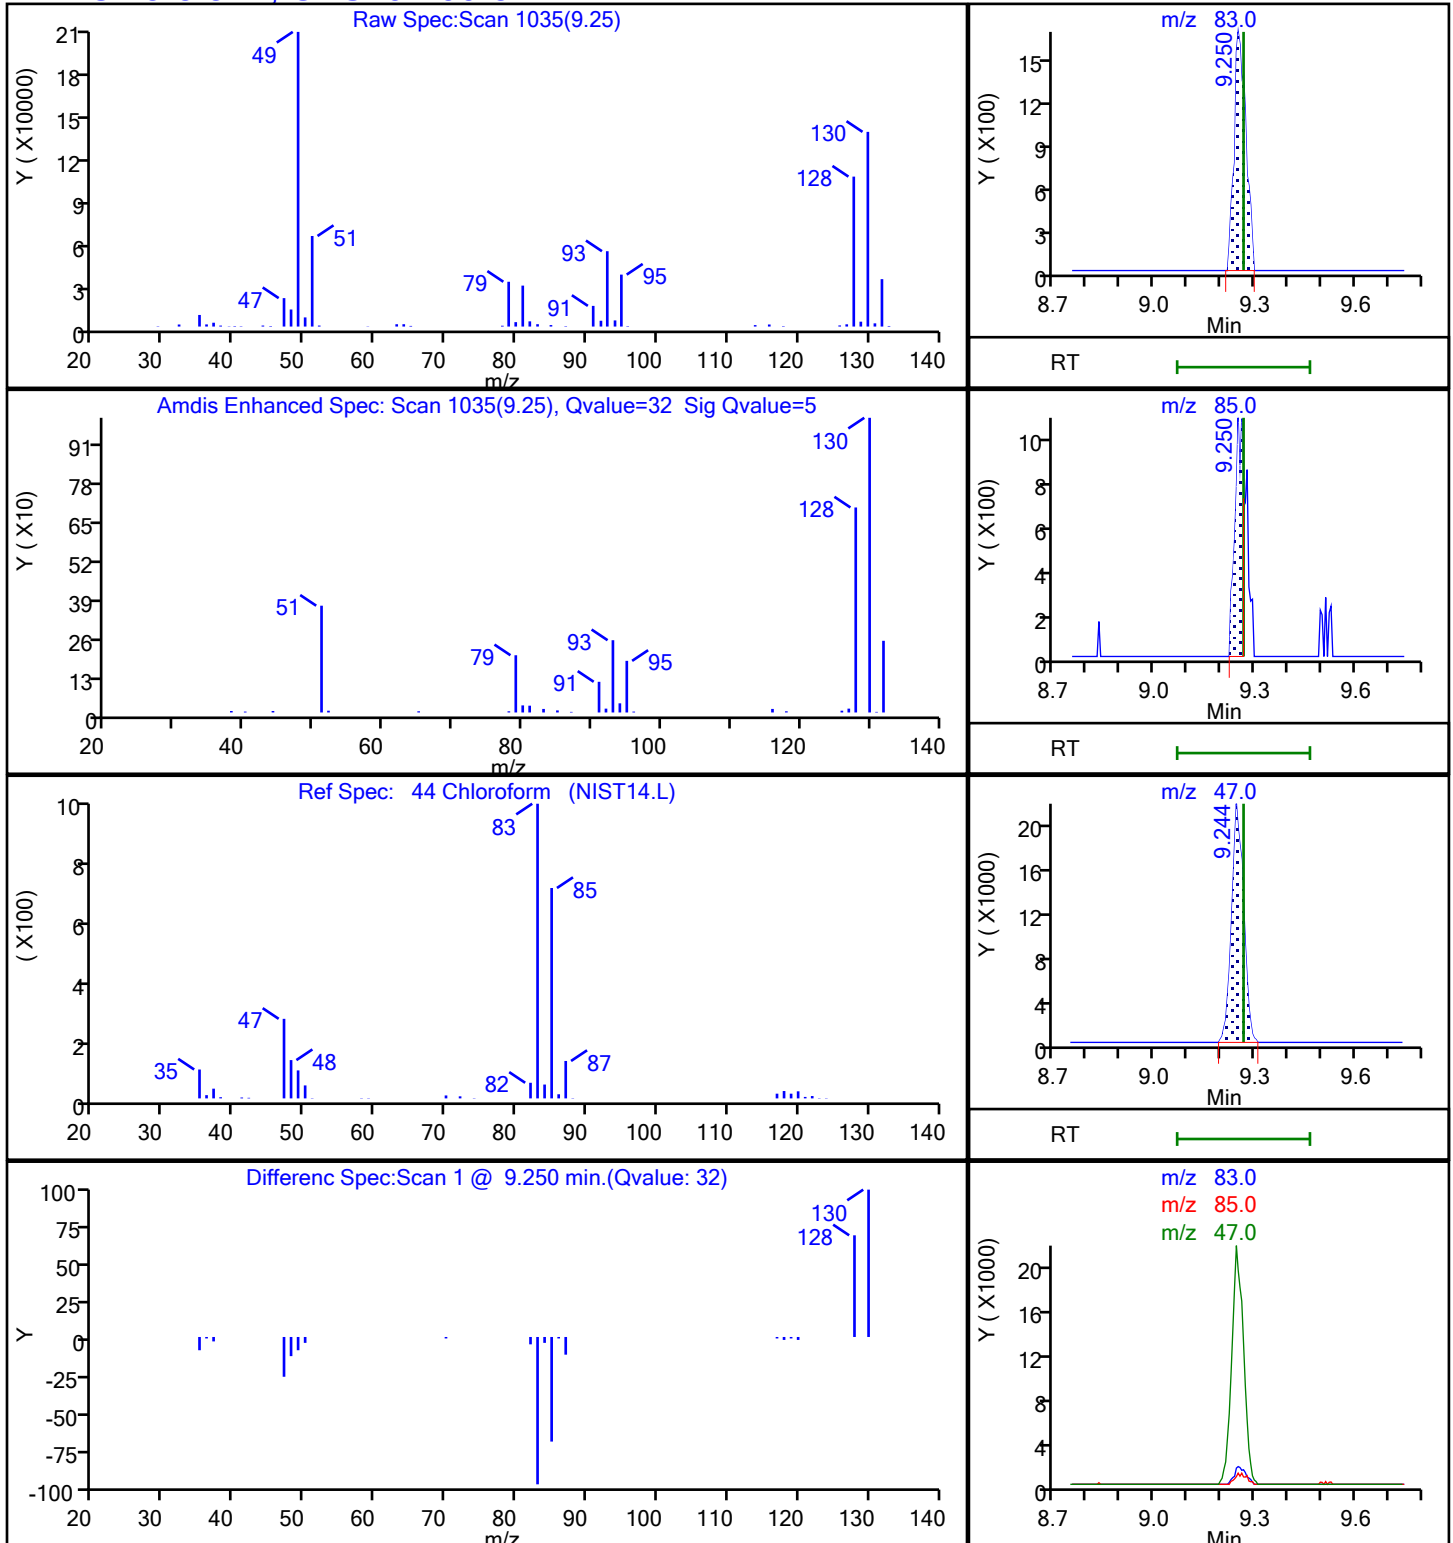 Raw Spec:Scan 1035(9.25)
Y ( X10000)
21
18
15
12
9
6
3
0
49
47
51
79
91
93
95
128
130
20 30 40 50 60 70 80 90 100 110 120 130 140
m/z
m/z 83.0
Y ( X100)
15
12
9
6
3
0
9.250
8.7 9.0 9.3 9.6
Min
RT
Amdis Enhanced Spec: Scan 1035(9.25), Qvalue=32 Sig Qvalue=5
Y ( X10)
91
78
65
52
39
26
13
0
51
79
91
93
95
128
130
20 40 60 80 100 120 140
m/z
m/z 85.0
Y ( X100)
10
8
6
4
2
0
9.250
8.7 9.0 9.3 9.6
Min
RT
Ref Spec: 44 Chloroform (NIST14.L)
( X100)
10
8
6
4
2
0
35
47
48
82
83
85
87
20 30 40 50 60 70 80 90 100 110 120 130 140
m/z 47.0
Y ( X1000)
20
16
12
8
4
0
9.244
8.7 9.0 9.3 9.6
Min
RT
Differenc Spec:Scan 1 @ 9.250 min.(Qvalue: 32)
Y
100
75
50
25
0
-25
-50
-75
-100
130
128
20 30 40 50 60 70 80 90 100 110 120 130 140
m/z
m/z 83.0
m/z 85.0
m/z 47.0
Y ( X1000)
20
16
12
8
4
0
8.7 9.0 9.3 9.6
Min